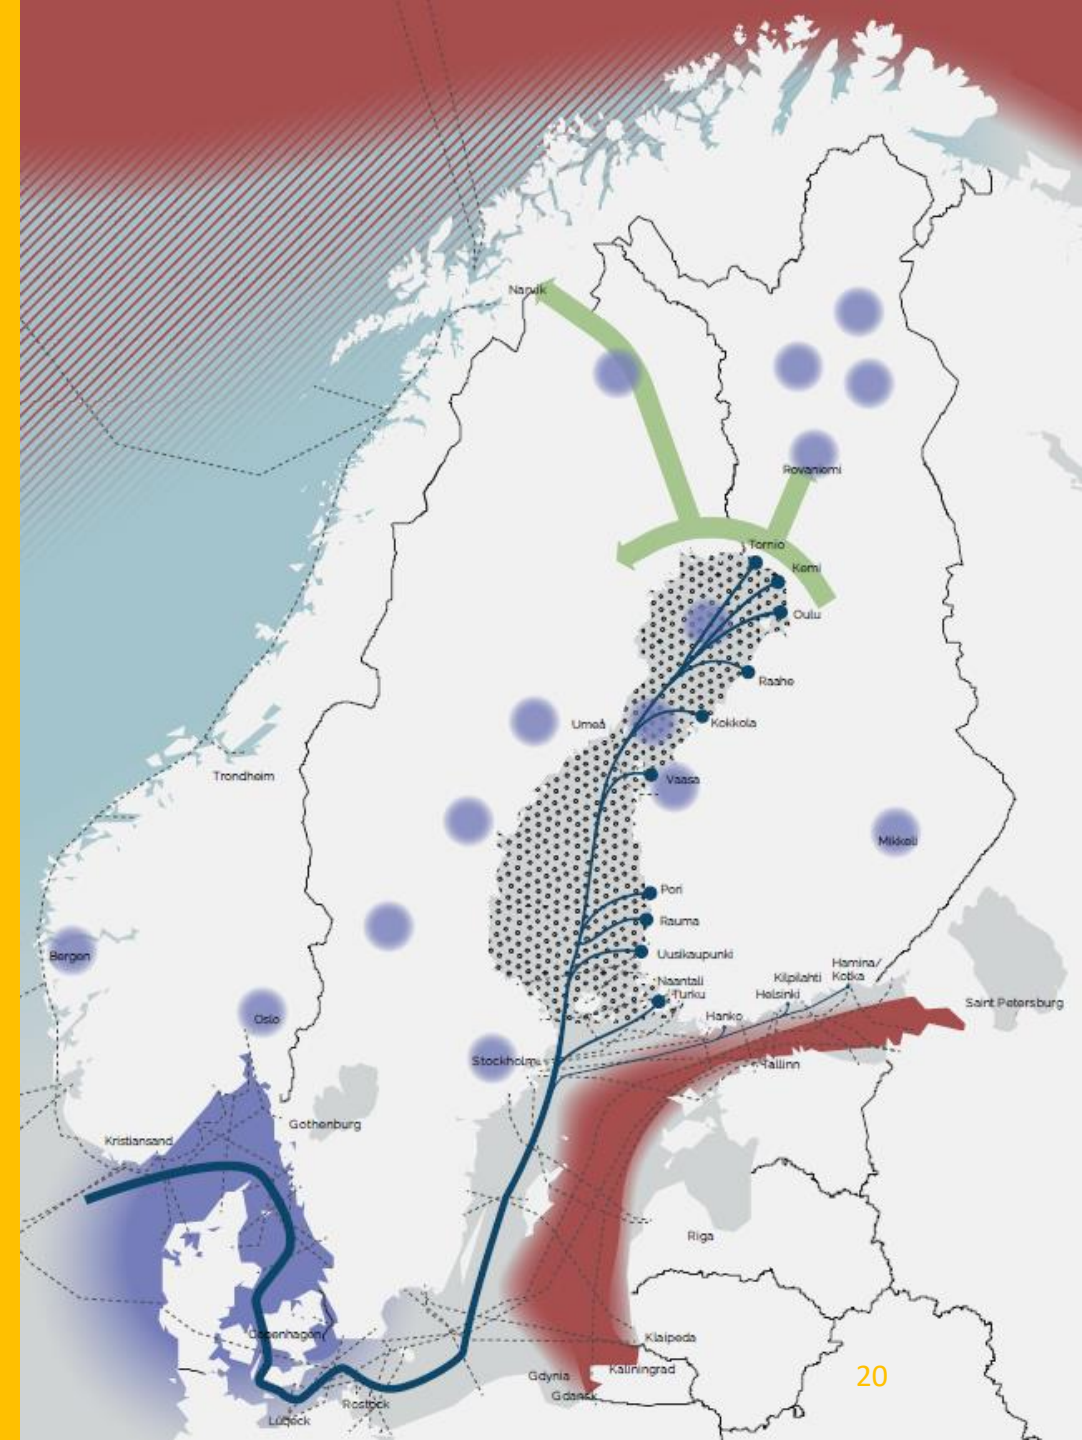 Narvik
Rovaniemi
Tornio
Kemi
Oulu
Raahe
Umeå
Kokkola
Trondheim
Vaasa
Mikkeli
Pori
Rauma
Bergen
Uusikaupunki
Hamina/
Kotka
Kilpilahti
Naantali
Turku
Helsinki
Saint Petersburg
Hanko
Oslo
Stockholm
Tallinn
Gothenburg
Kristiansand
Riga
Copenhagen
Klaipeda
Kaliningrad
20
Gdynia
Gdansk
Rostock
Lübeck